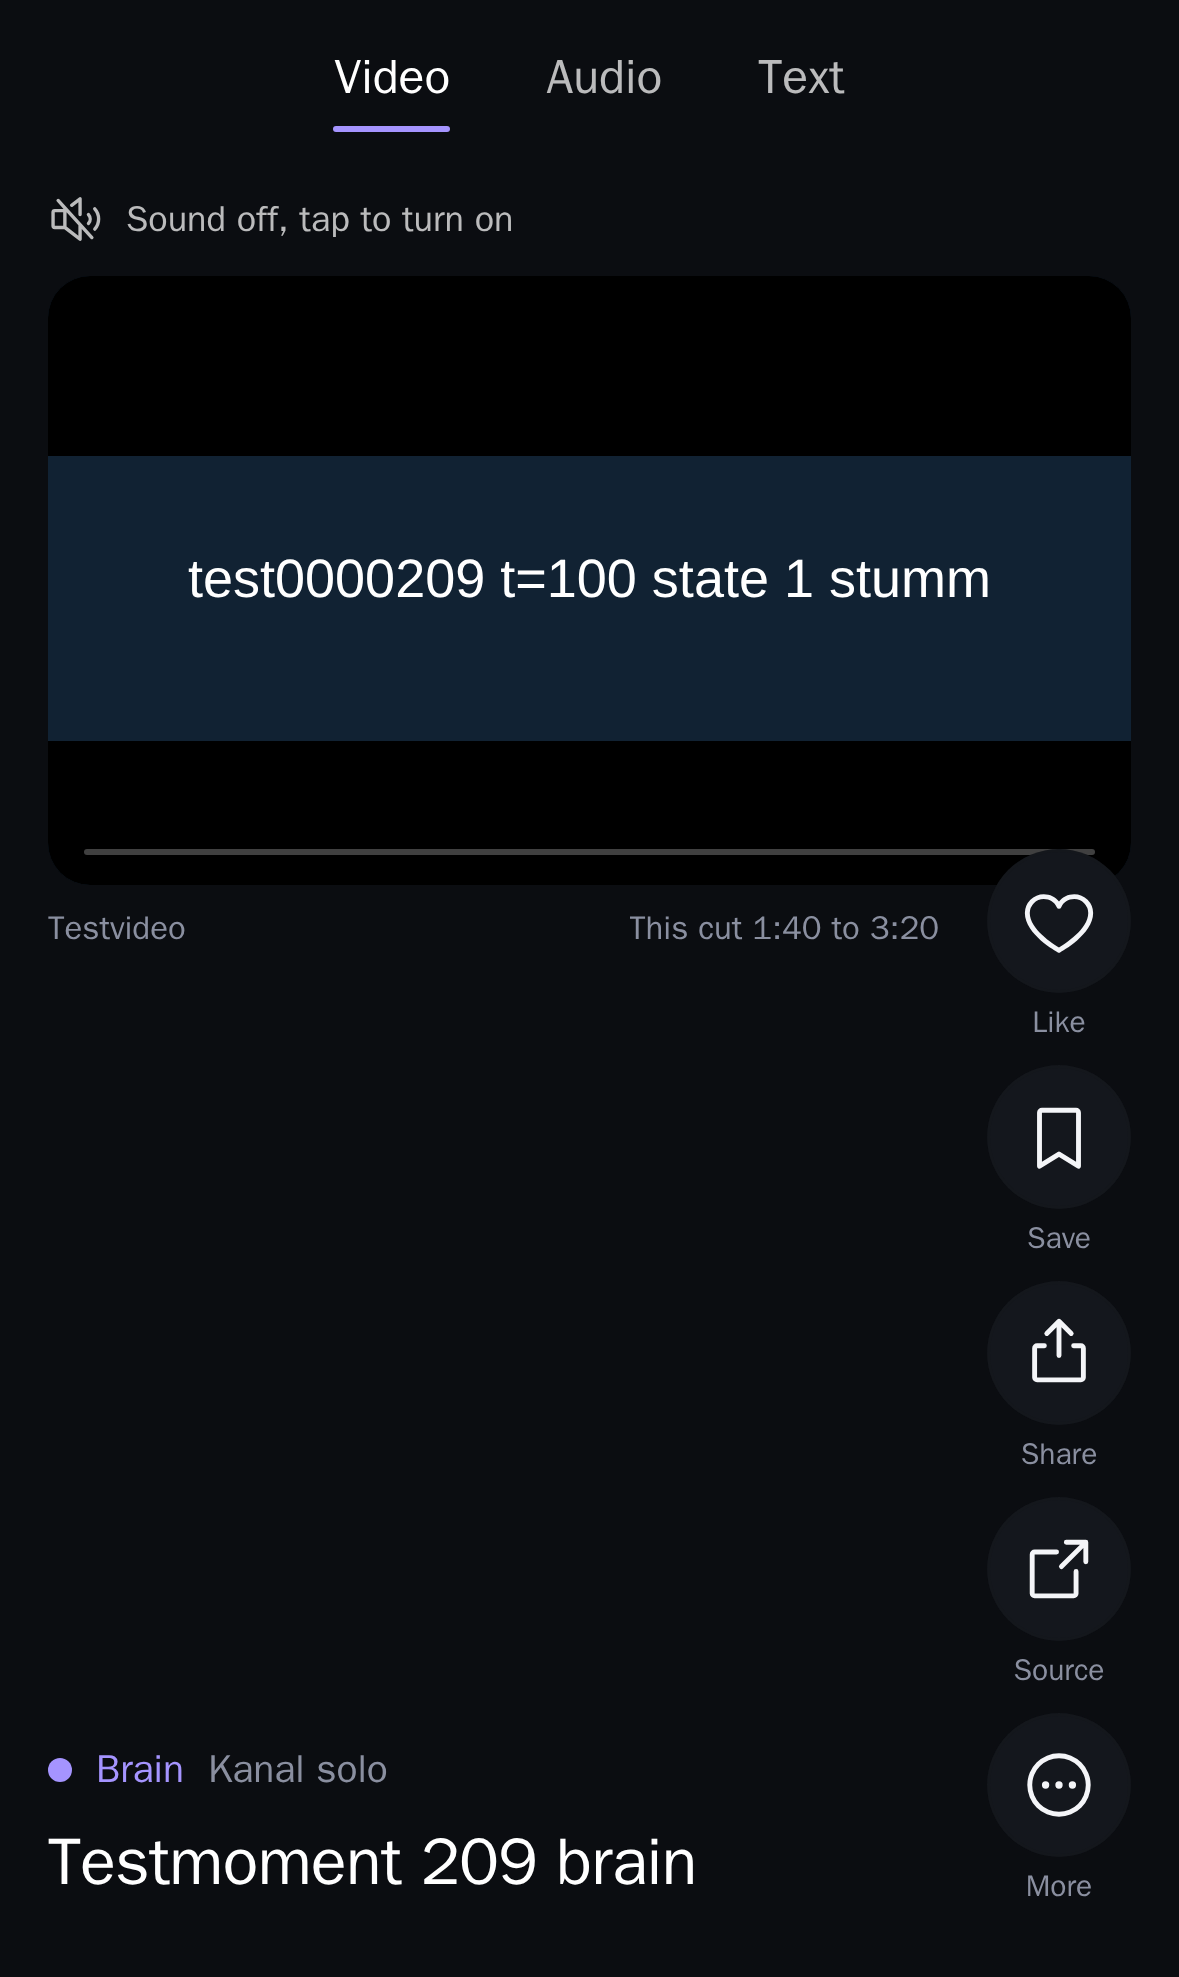 Video Audio Text
Sound off, tap to turn on
test0000209 t=100 state 1 stumm
Testvideo This cut 1:40 to 3:20
Like
Save
Share
Source
Brain Kanal solo
Testmoment 209 brain
More